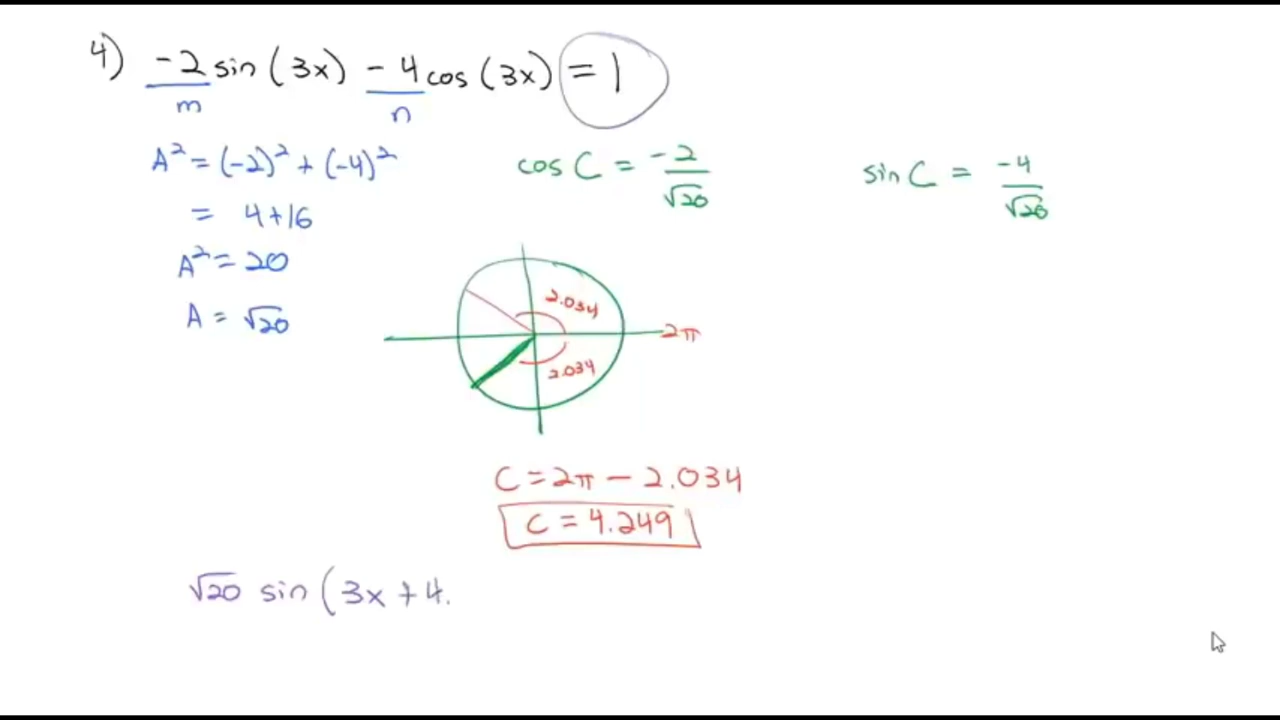 4) -2 sin (3x) - 4 cos (3x) = 1
m n
A² = (-2)² + (-4)²
= 4+16
A² = 20
A = √20
cos C = -2/√20
sin C = -4/√20
2.034
2π
2.034
C = 2π - 2.034
C = 4.249
√20 sin (3x + 4.